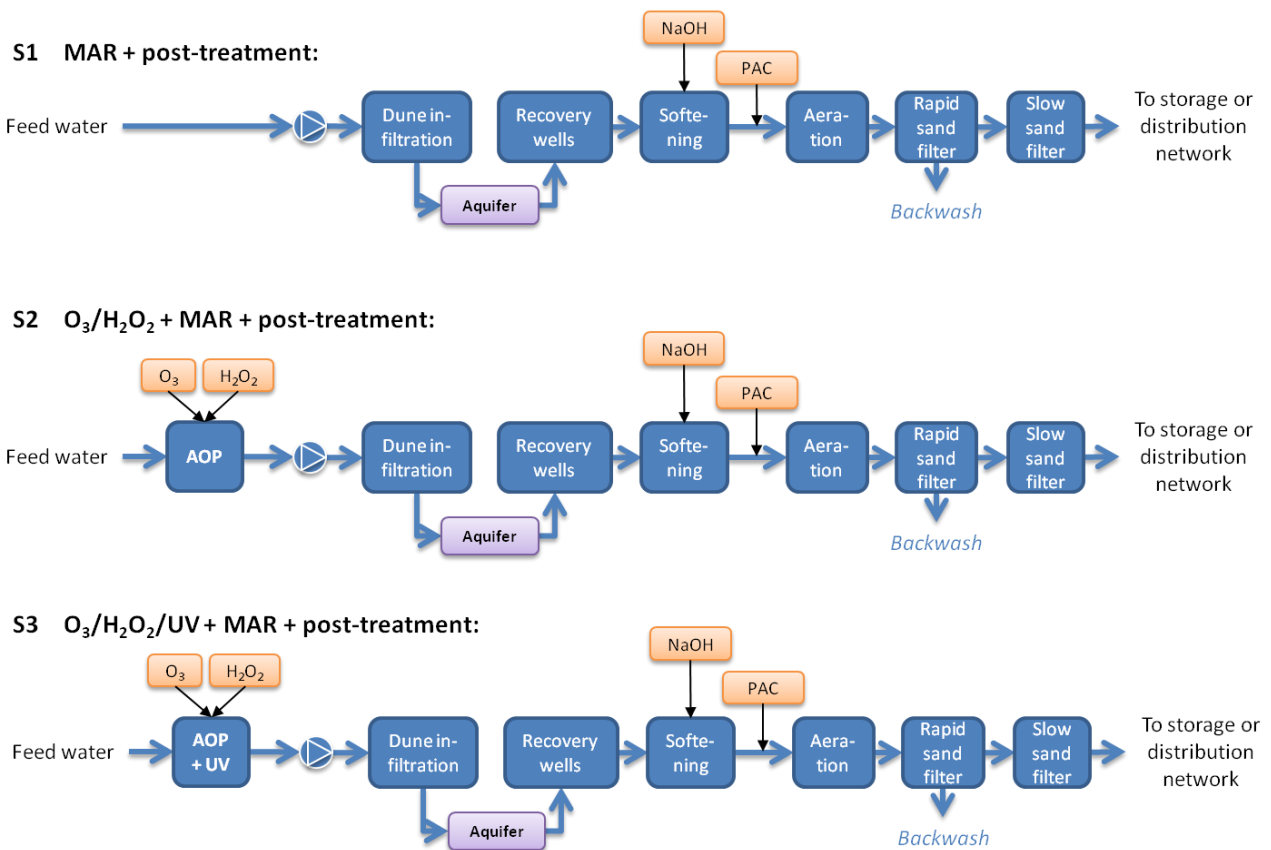 S1 MAR + post-treatment:
NaOH
PAC
Feed water
Dune in-
filtration
Recovery
wells
Softe-
ning
Aera-
tion
Rapid
sand
filter
Slow
sand
filter
To storage or
distribution
network
Aquifer
Backwash
S2 O₃/H₂O₂ + MAR + post-treatment:
O₃
H₂O₂
NaOH
PAC
Feed water
AOP
Dune in-
filtration
Recovery
wells
Softe-
ning
Aera-
tion
Rapid
sand
filter
Slow
sand
filter
To storage or
distribution
network
Aquifer
Backwash
S3 O₃/H₂O₂/UV + MAR + post-treatment:
O₃
H₂O₂
NaOH
PAC
Feed water
AOP
+ UV
Dune in-
filtration
Recovery
wells
Softe-
ning
Aera-
tion
Rapid
sand
filter
Slow
sand
filter
To storage or
distribution
network
Aquifer
Backwash